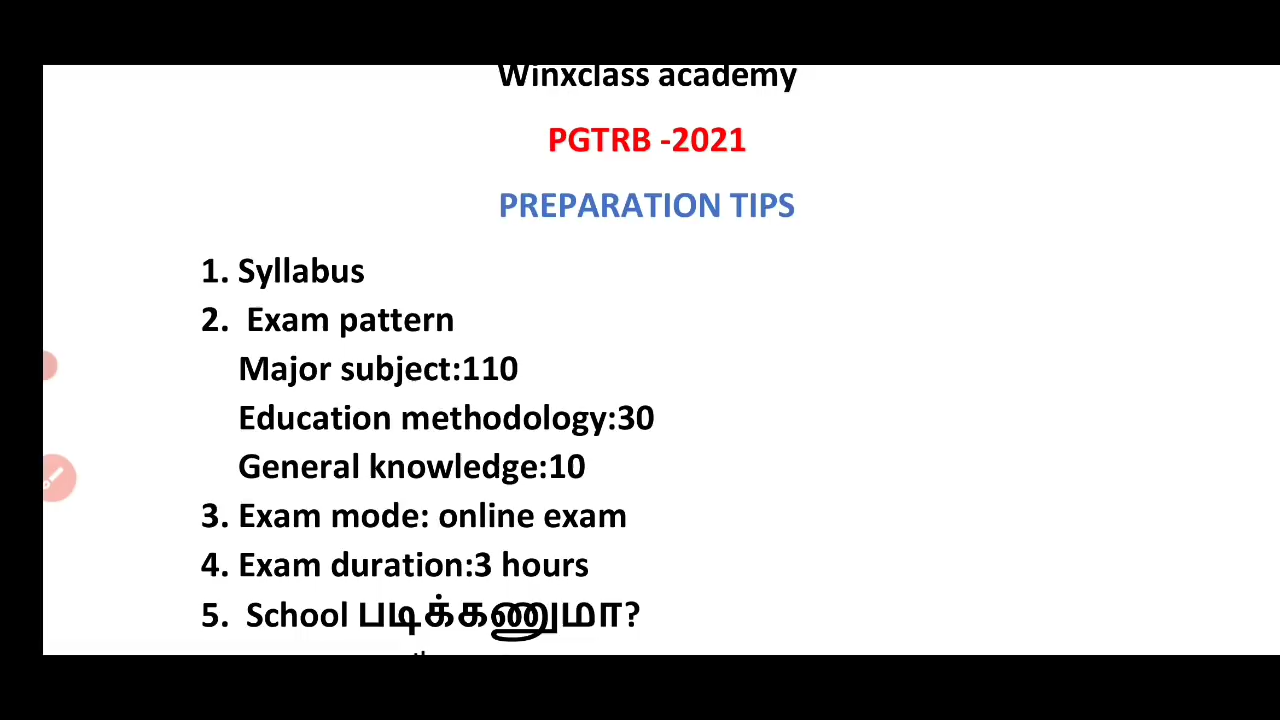 Winxclass academy
PGTRB -2021
PREPARATION TIPS
1. Syllabus
2. Exam pattern
Major subject:110
Education methodology:30
General knowledge:10
3. Exam mode: online exam
4. Exam duration:3 hours
5. School படிக்கணுமா?